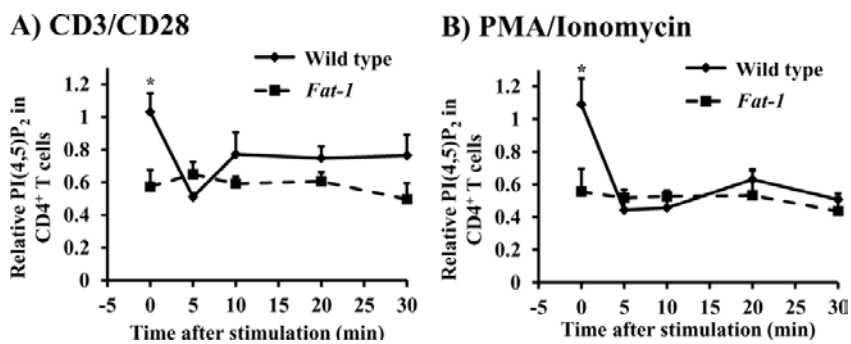 A) CD3/CD28
Wild type
Fat-1
*
Relative PI(4,5)P₂ in
CD4⁺ T cells
1.2
1
0.8
0.6
0.4
0.2
0
-5 0 5 10 15 20 25 30
Time after stimulation (min)
B) PMA/Ionomycin
Wild type
Fat-1
*
Relative PI(4,5)P₂ in
CD4⁺ T cells
1.2
1
0.8
0.6
0.4
0.2
0
-5 0 5 10 15 20 25 30
Time after stimulation (min)